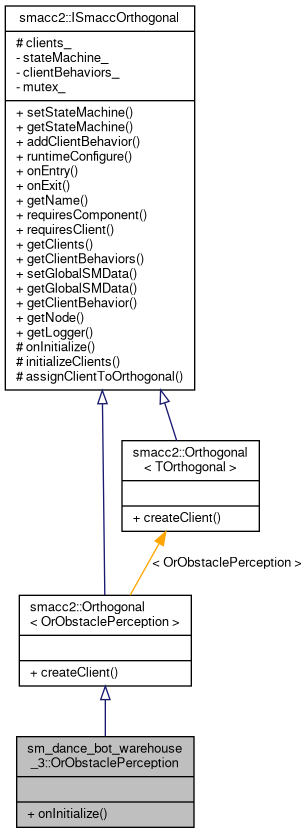 smacc2::ISmaccOrthogonal
# clients_
- stateMachine_
- clientBehaviors_
- mutex_
+ setStateMachine()
+ getStateMachine()
+ addClientBehavior()
+ runtimeConfigure()
+ onEntry()
+ onExit()
+ getName()
+ requiresComponent()
+ requiresClient()
+ getClients()
+ getClientBehaviors()
+ setGlobalSMData()
+ getGlobalSMData()
+ getClientBehavior()
+ getNode()
+ getLogger()
# onInitialize()
# initializeClients()
# assignClientToOrthogonal()
smacc2::Orthogonal
< TOrthogonal >
+ createClient()
< OrObstaclePerception >
smacc2::Orthogonal
< OrObstaclePerception >
+ createClient()
sm_dance_bot_warehouse
_3::OrObstaclePerception
+ onInitialize()